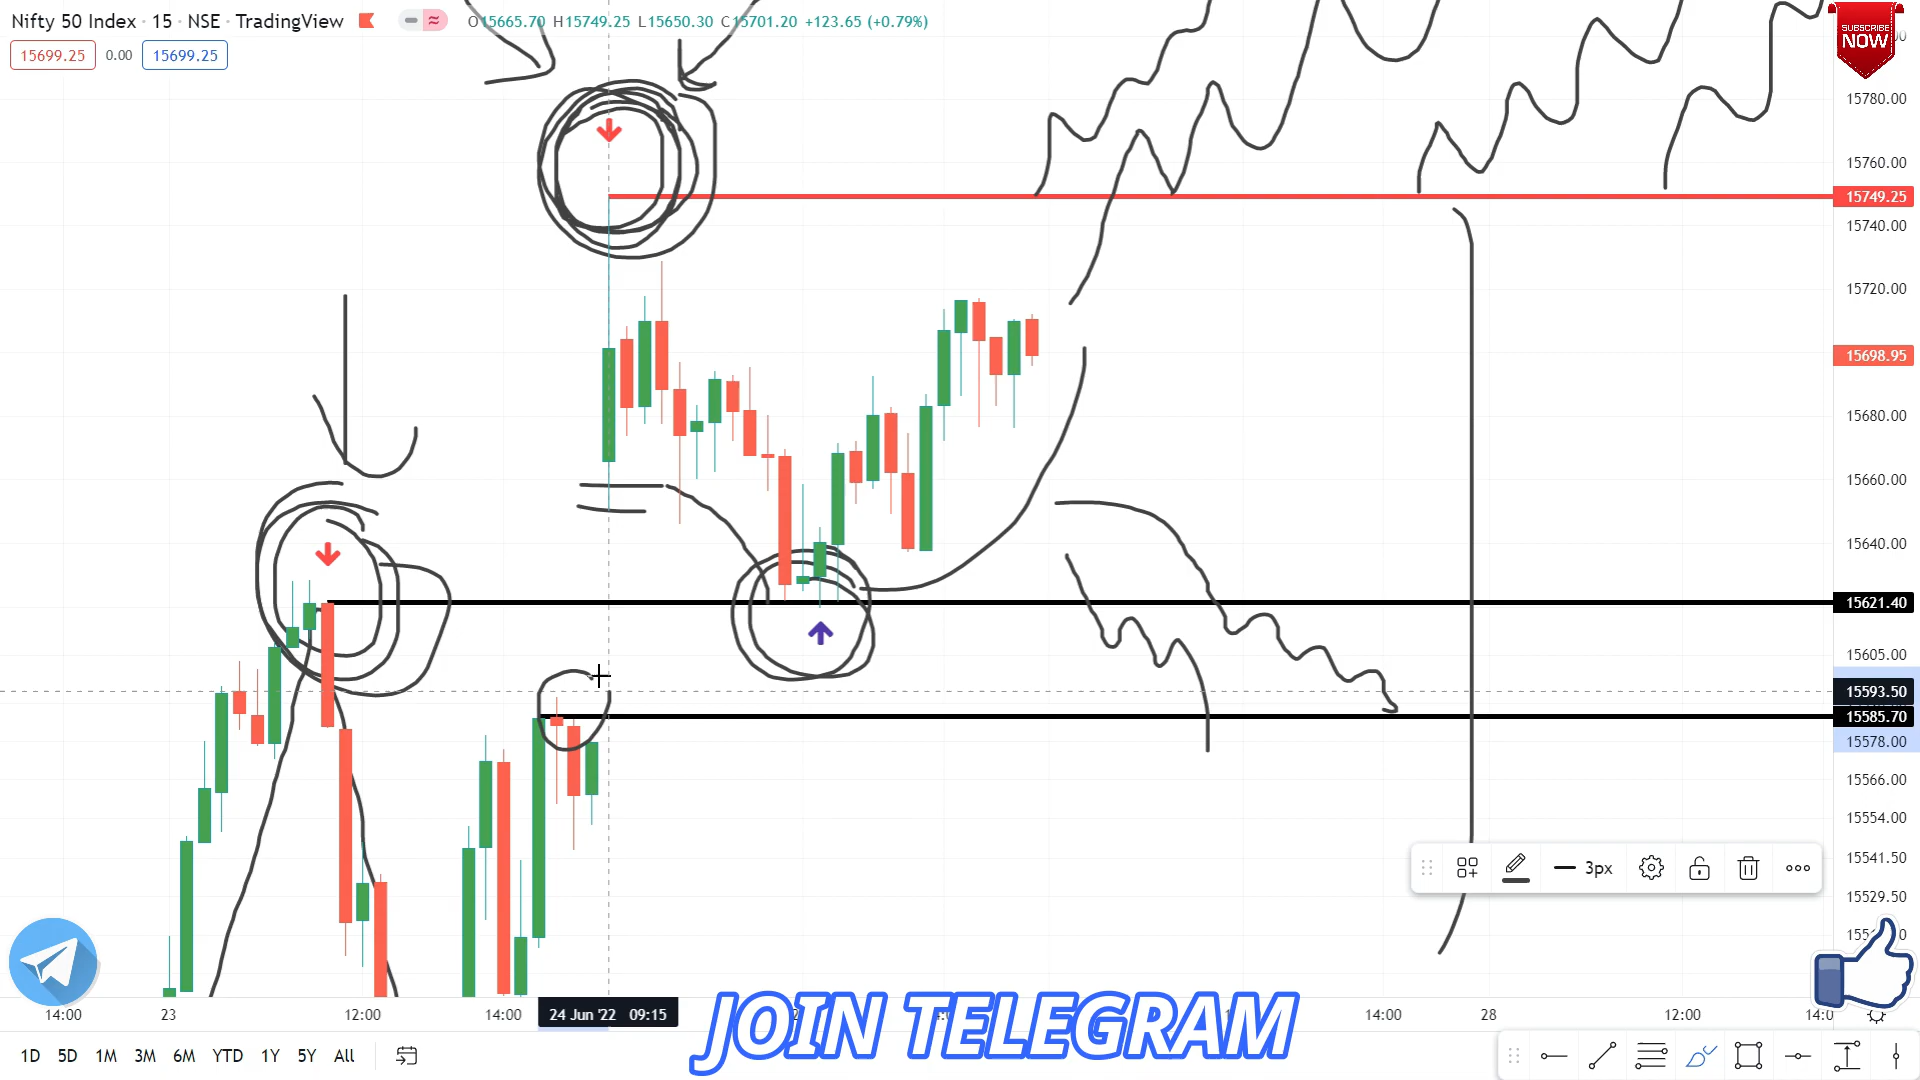 Nifty 50 Index · 15 · NSE · TradingView
O15665.70 H15749.25 L15650.30 C15701.20 +123.65 (+0.79%)
15699.25 0.00 15699.25
SUBSCRIBE
NOW
15780.00
15760.00
15749.25
15740.00
15720.00
15698.95
15680.00
15660.00
15640.00
15621.40
15605.00
15593.50
15585.70
15578.00
15566.00
15554.00
15541.50
15529.50
3px
14:00 23 12:00 14:00 24 Jun '22 09:15 14:00 28 12:00
JOIN TELEGRAM
1D 5D 1M 3M 6M YTD 1Y 5Y All